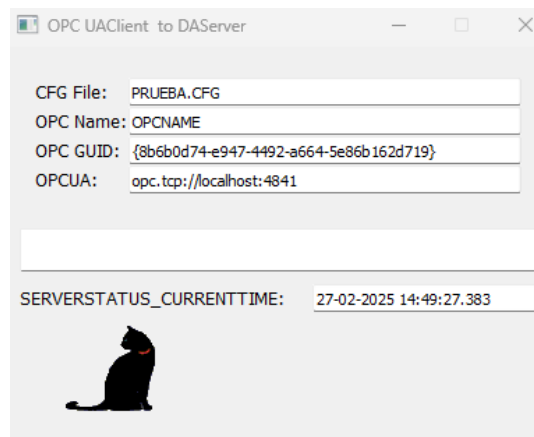 OPC UAClient to DAServer
CFG File: PRUEBA.CFG
OPC Name: OPCNAME
OPC GUID: {8b6b0d74-e947-4492-a664-5e86b162d719}
OPCUA: opc.tcp://localhost:4841
SERVERSTATUS_CURRENTTIME: 27-02-2025 14:49:27.383